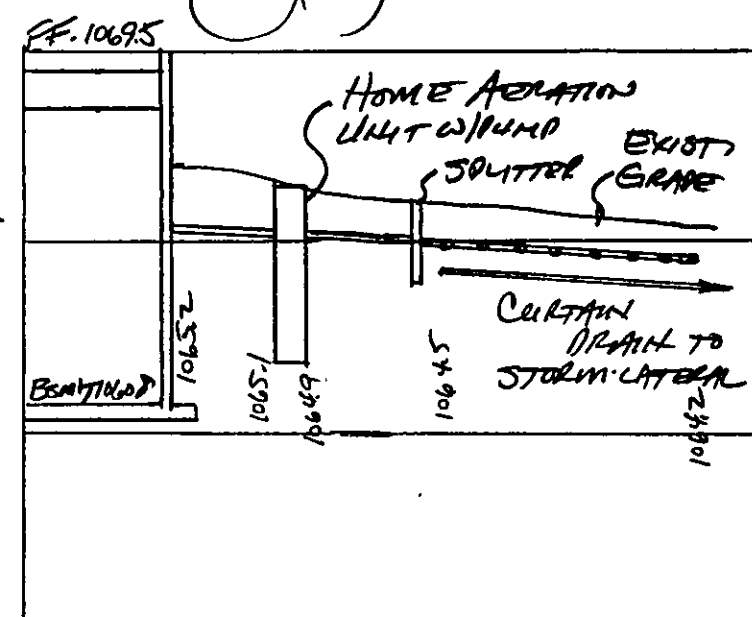 FF. 1069.5
HOME AERATION
UNIT W/PUMP
SPLITTER
EXIST
GRADE
CURTAIN
DRAIN TO
STORM LATERAL
BSMT
1065.2
1065.1
1064.9
1064.5
1064.2